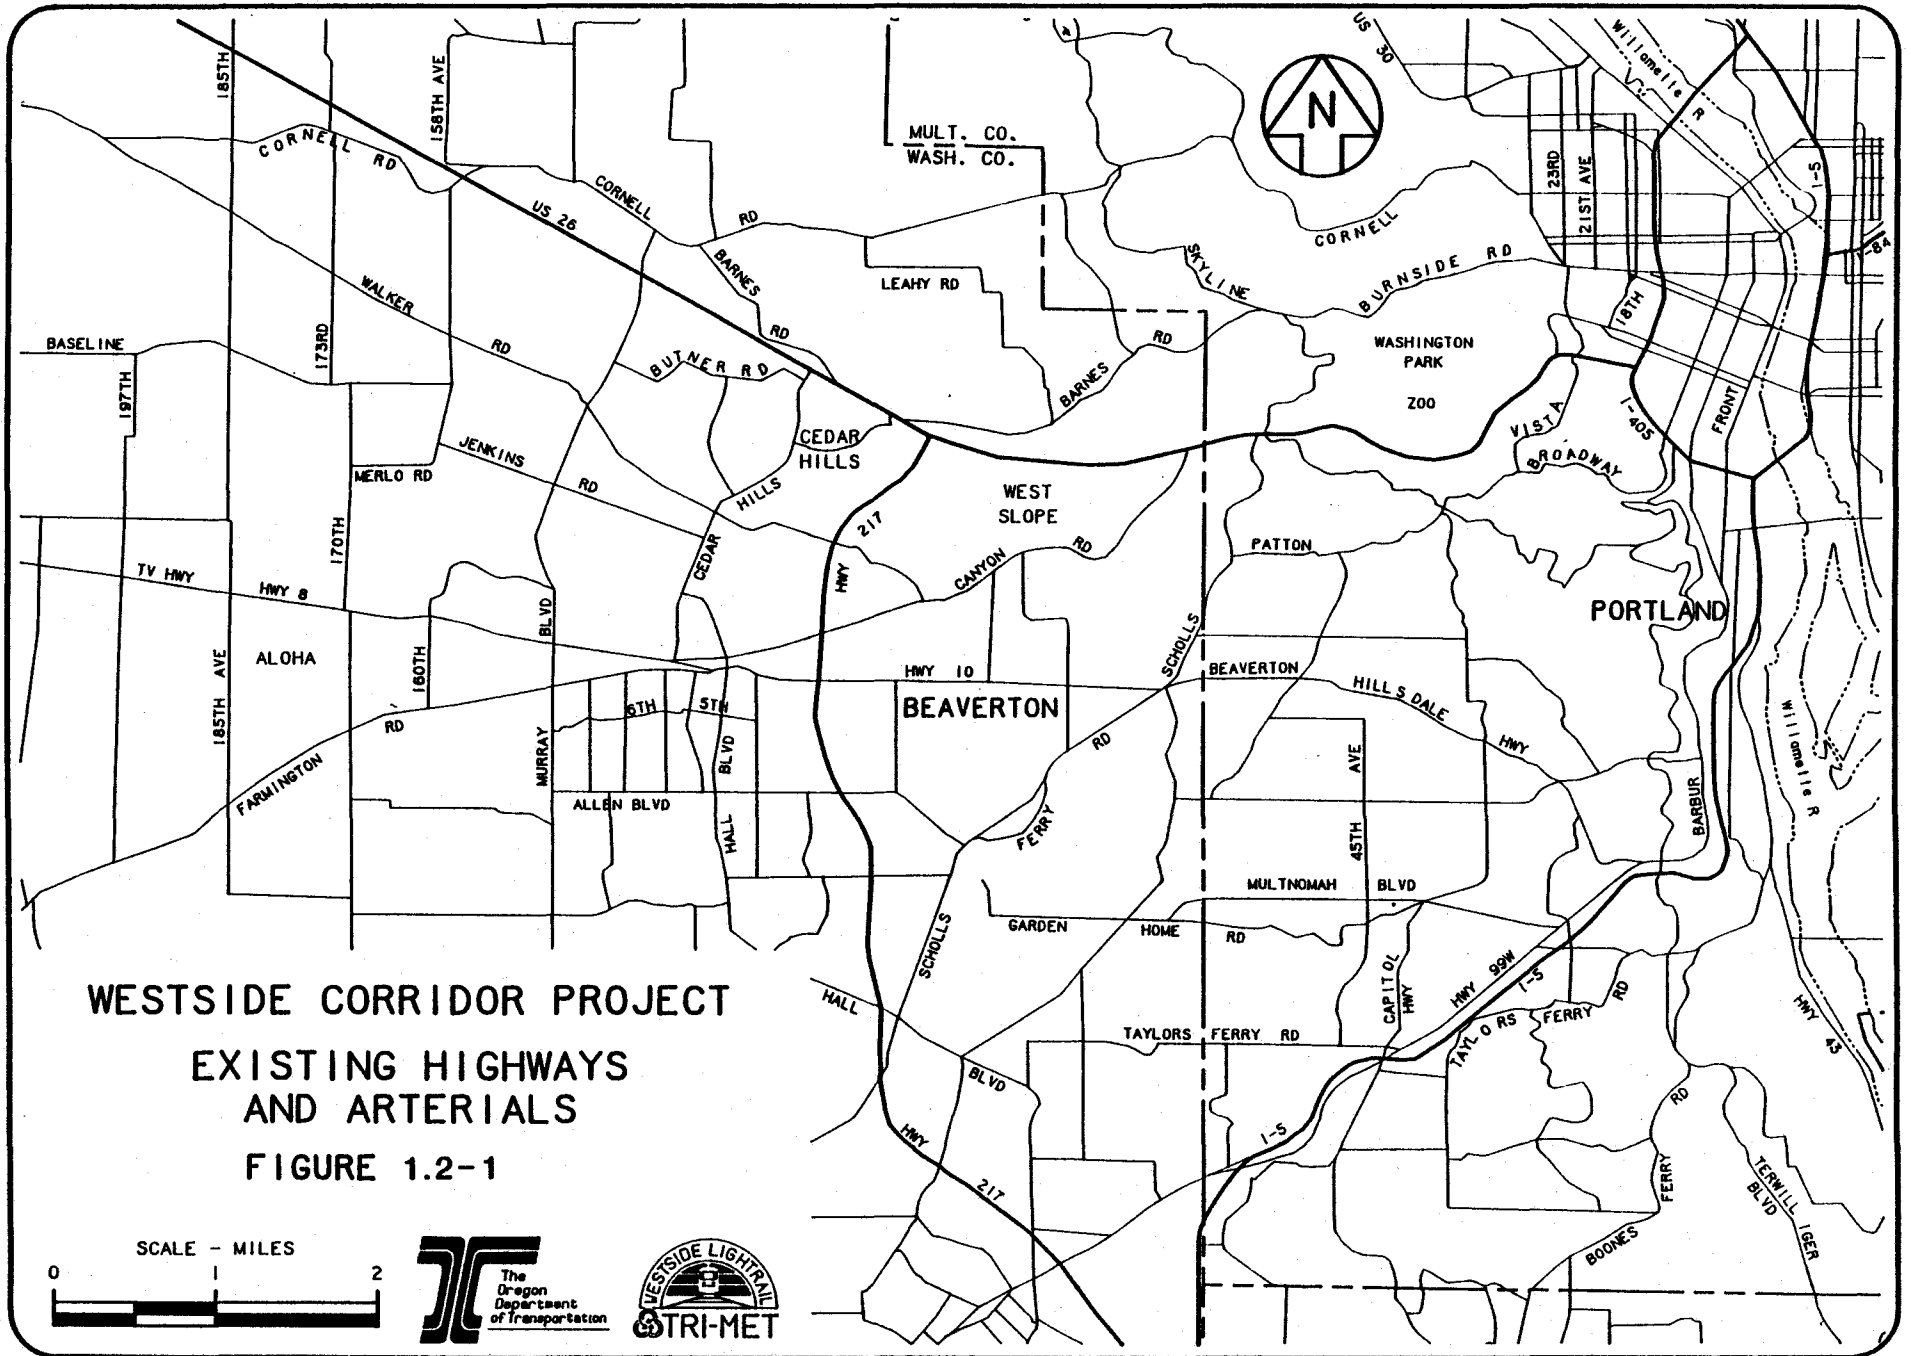 US 30
Willamette R
185TH
158TH AVE
N
MULT. CO.
WASH. CO.
CORNELL RD
23RD
21ST AVE
I-5
CORNELL RD
US 26
CORNELL
I-84
BARNES RD
LEAHY RD
SKYLINE
BURNSIDE RD
WALKER RD
18TH
BASELINE
173RD
BUTNER RD
RD
WASHINGTON
PARK
ZOO
197TH
BARNES
VISTA
I-405
FRONT
CEDAR
HILLS
JENKINS RD
BROADWAY
MERLO RD
HILLS
WEST
SLOPE
170TH
217
CEDAR
HWY
CANYON RD
PATTON
TV HWY
HWY 8
BLVD
PORTLAND
SCHOLLS
185TH AVE
ALOHA
160TH
HWY 10
BEAVERTON
HILLSDALE
HWY
BEAVERTON
6TH
5TH
RD
FARMINGTON
MURRAY
BLVD
RD
45TH AVE
Willamette R
ALLEN BLVD
HALL
FERRY
BARBUR
MULTNOMAH BLVD
SCHOLLS
GARDEN HOME RD
CAPITOL
HWY
HWY 99W
I-5
HALL
BLVD
TAYLORS FERRY RD
TAYLORS FERRY RD
HWY 43
RD
HWY
217
I-5
FERRY
BOONES
TERWILLIGER
BLVD
WESTSIDE CORRIDOR PROJECT
EXISTING HIGHWAYS
AND ARTERIALS
FIGURE 1.2-1
SCALE - MILES
0 1 2
The
Oregon
Department
of Transportation
WESTSIDE LIGHTRAIL
TRI-MET